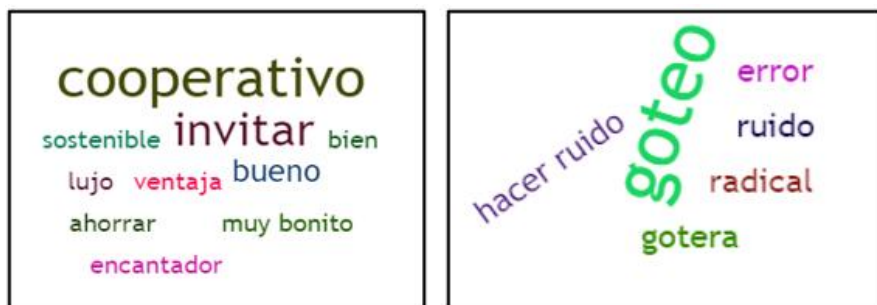 cooperativo
sostenible invitar bien
lujo ventaja bueno
ahorrar muy bonito
encantador
hacer ruido
goteo
error
ruido
radical
gotera